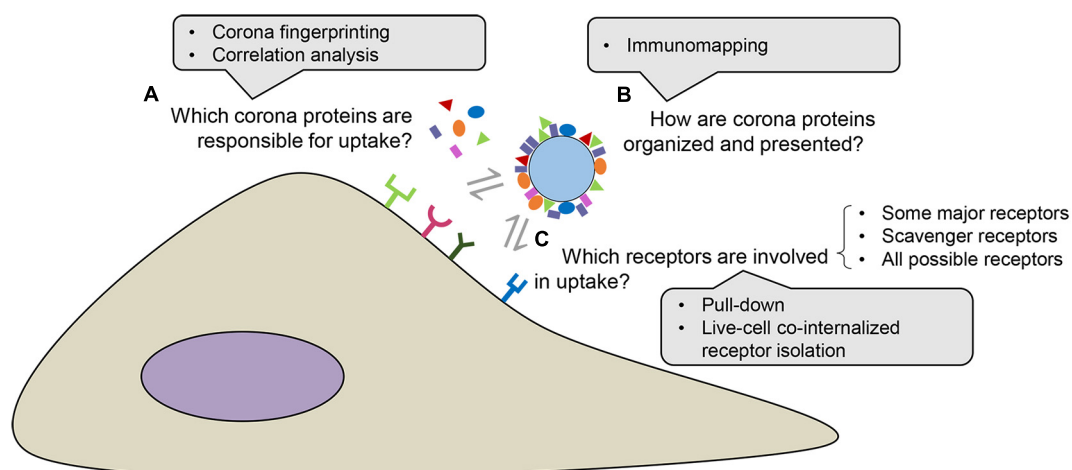 • Corona fingerprinting
• Correlation analysis
A
Which corona proteins are
responsible for uptake?
• Immunomapping
B
How are corona proteins
organized and presented?
C
Which receptors are involved
in uptake?
• Some major receptors
• Scavenger receptors
• All possible receptors
• Pull-down
• Live-cell co-internalized
receptor isolation